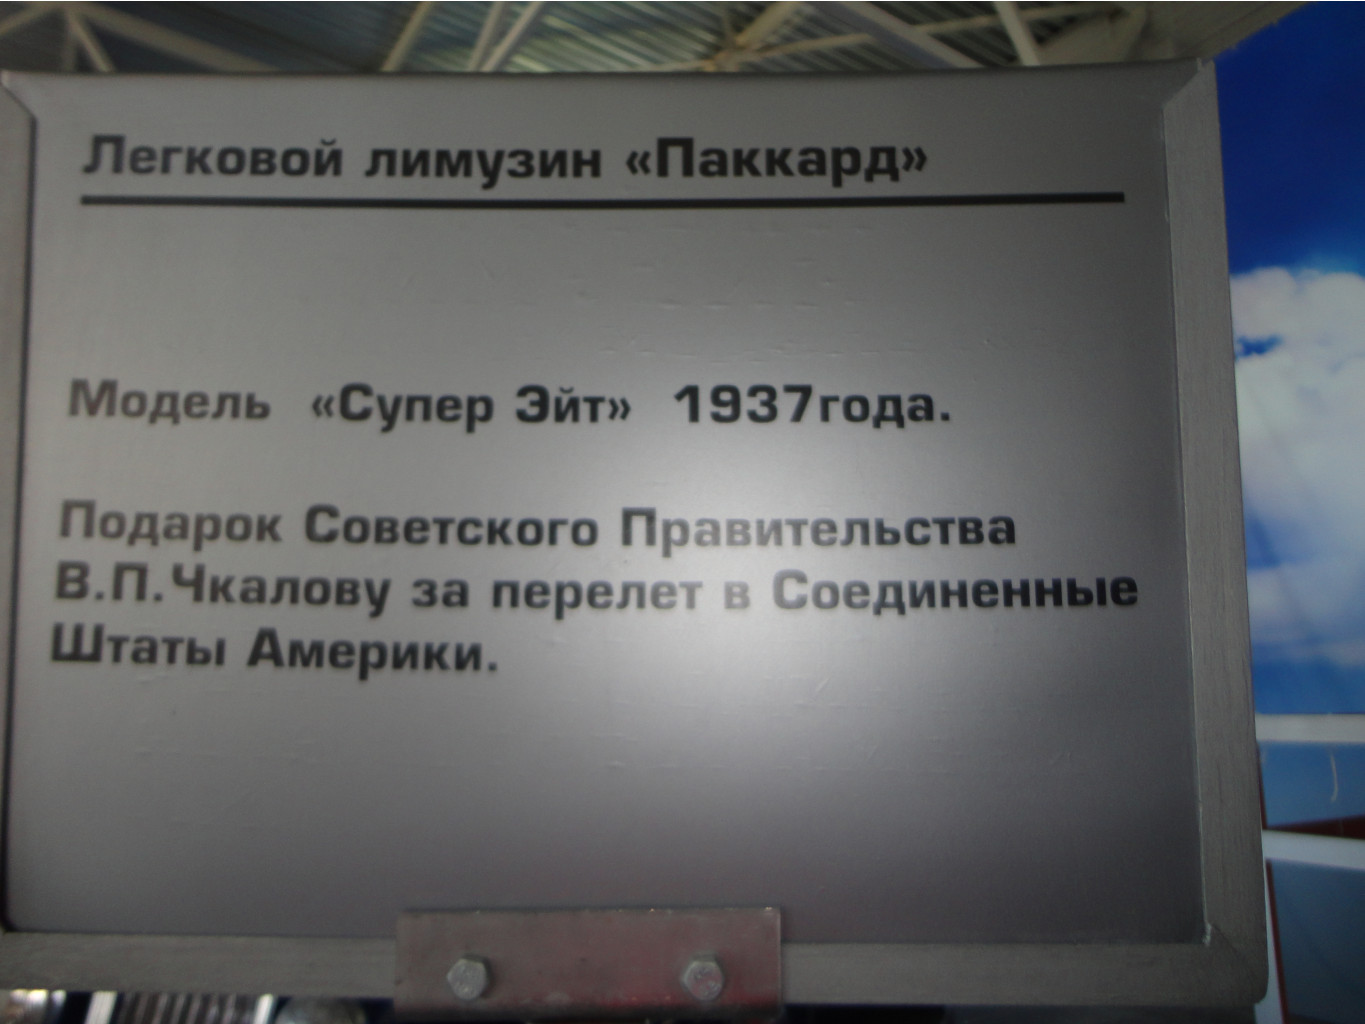 Легковой лимузин «Паккард»
Модель «Супер Эйт» 1937года.
Подарок Советского Правительства
В.П.Чкалову за перелет в Соединенные
Штаты Америки.